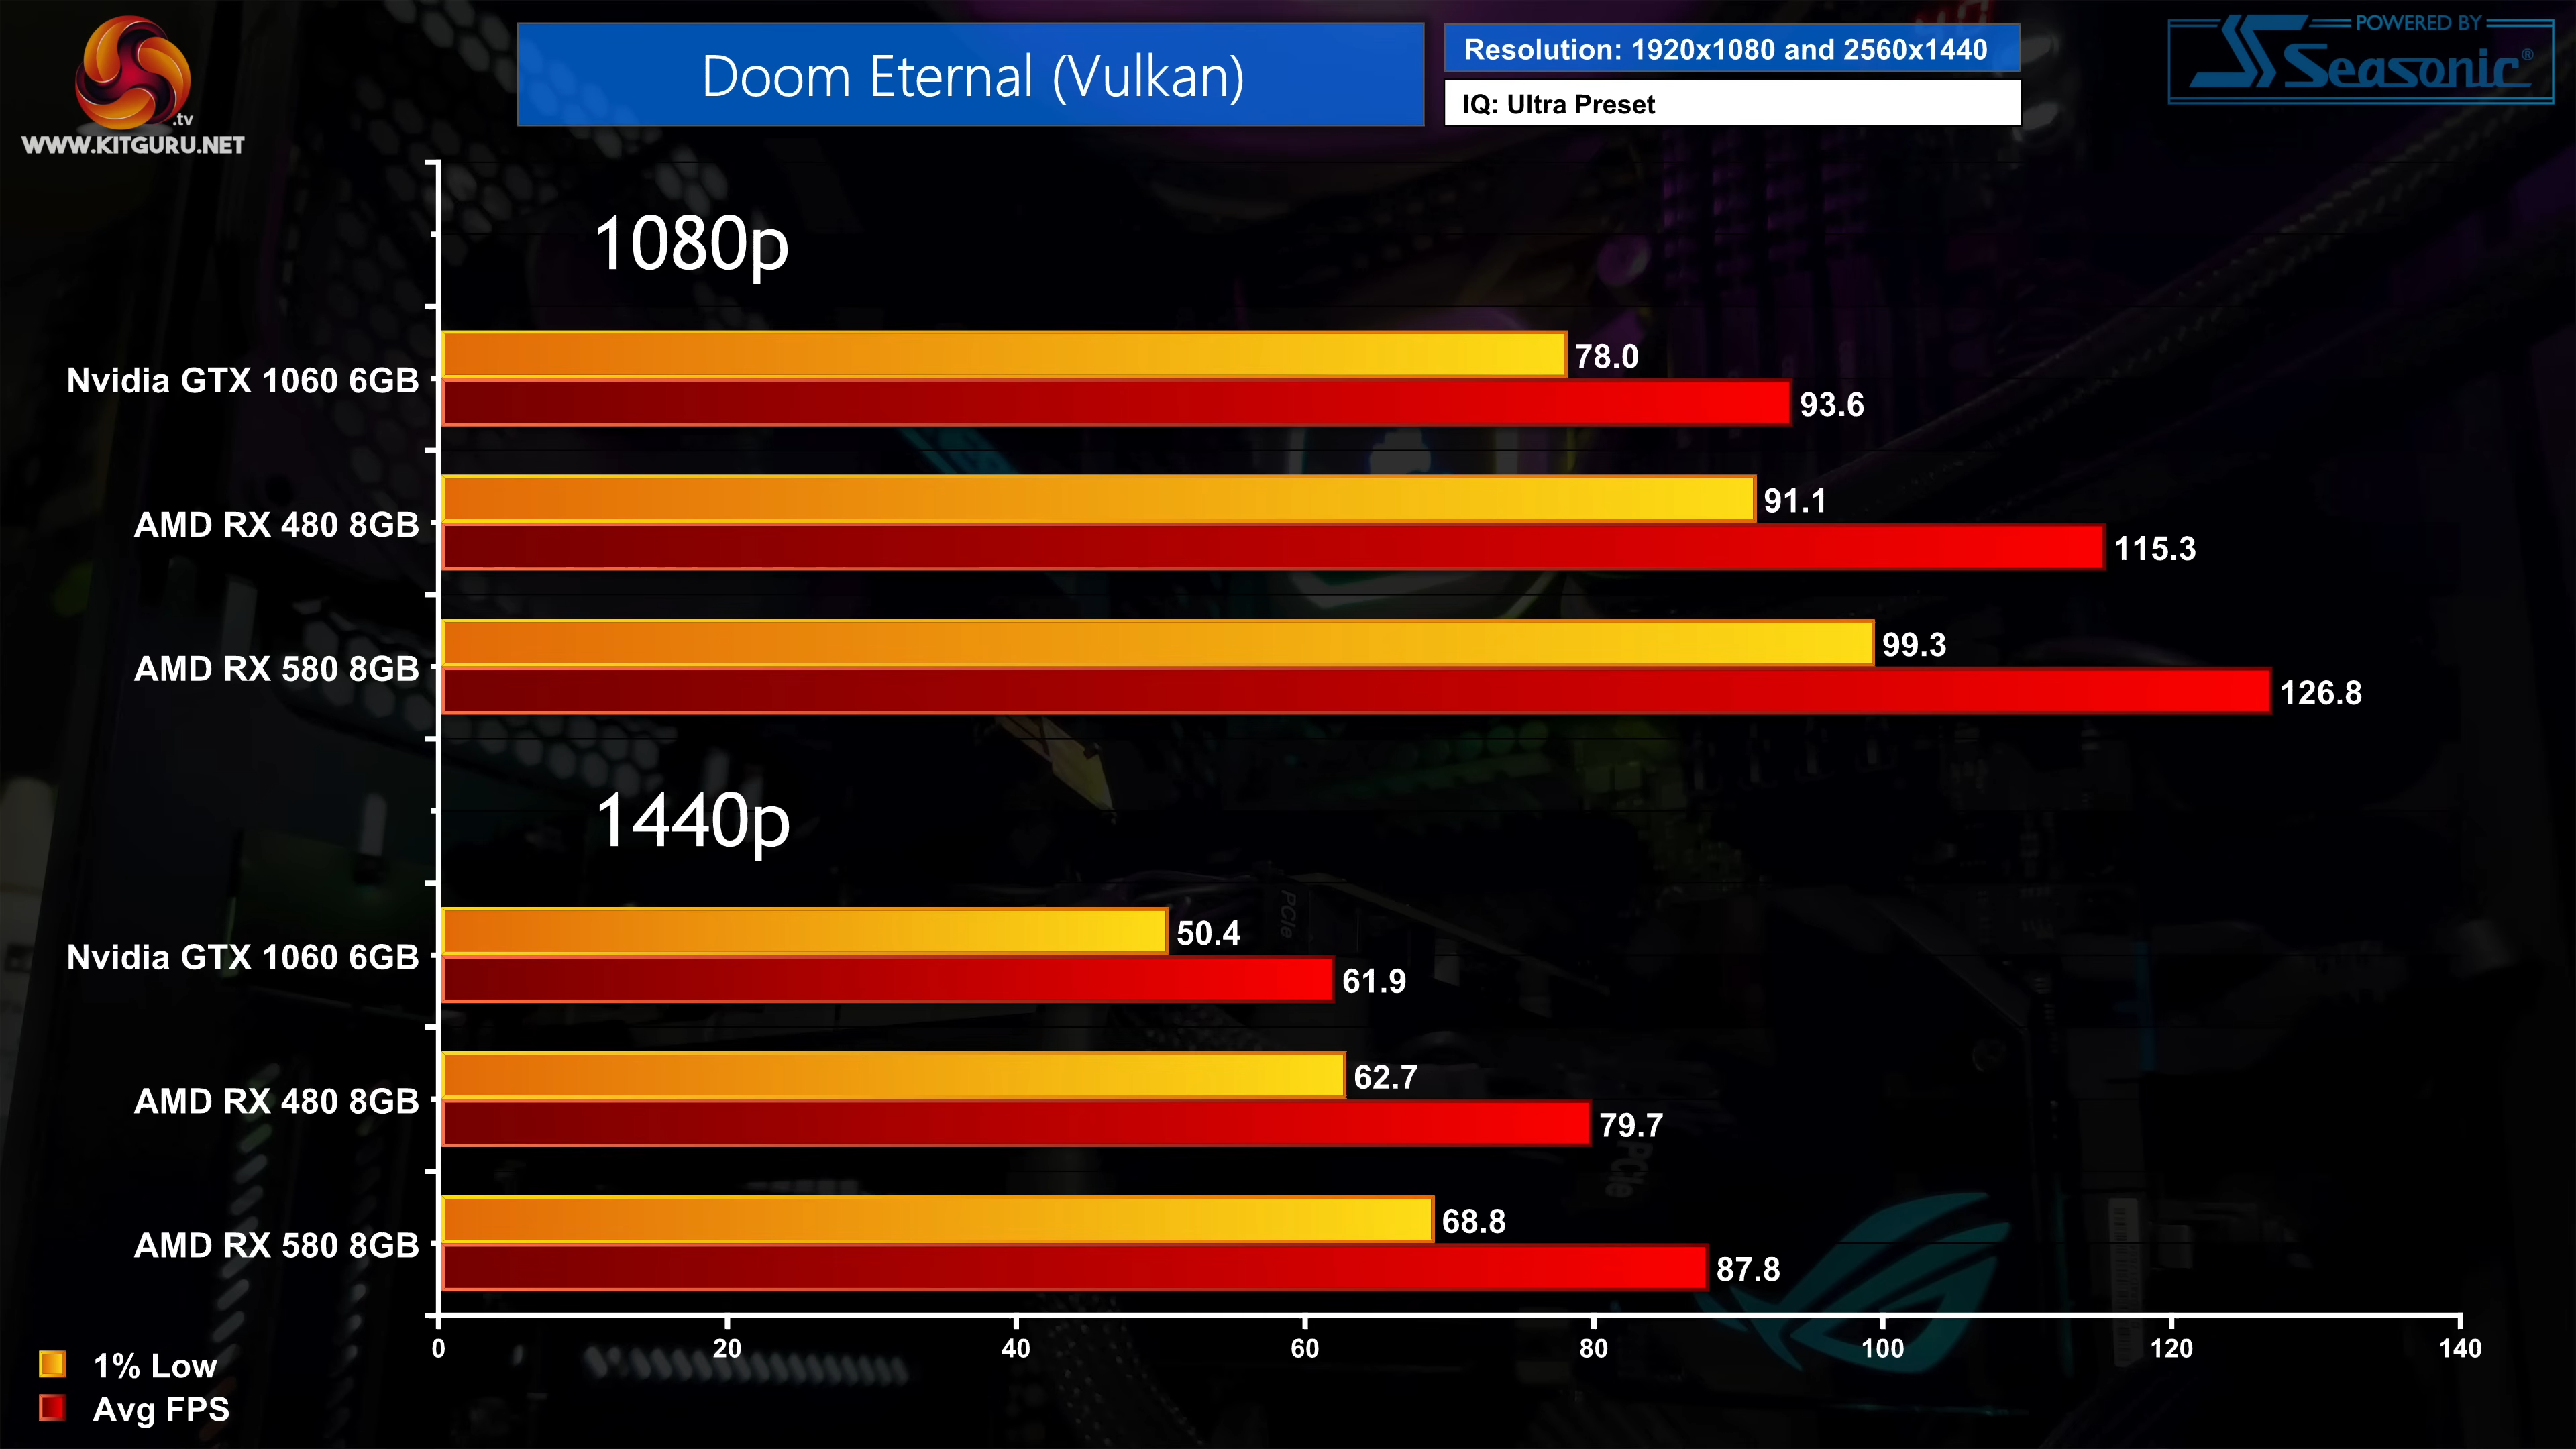 .tv
WWW.KITGURU.NET
Doom Eternal (Vulkan)
Resolution: 1920x1080 and 2560x1440
IQ: Ultra Preset
POWERED BY
Seasonic®
1080p
Nvidia GTX 1060 6GB
78.0
93.6
AMD RX 480 8GB
91.1
115.3
AMD RX 580 8GB
99.3
126.8
1440p
PCIe
Nvidia GTX 1060 6GB
50.4
61.9
AMD RX 480 8GB
62.7
79.7
PCIe
AMD RX 580 8GB
68.8
87.8
0 20 40 60 80 100 120 140
1% Low
Avg FPS